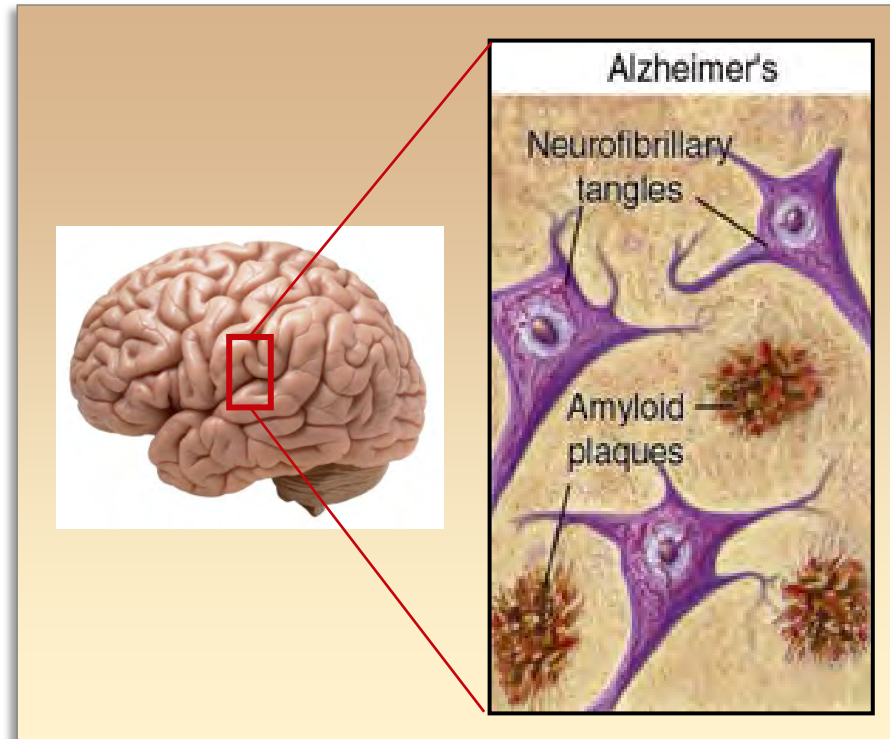 Alzheimer's
Neurofibrillary
tangles
Amyloid
plaques